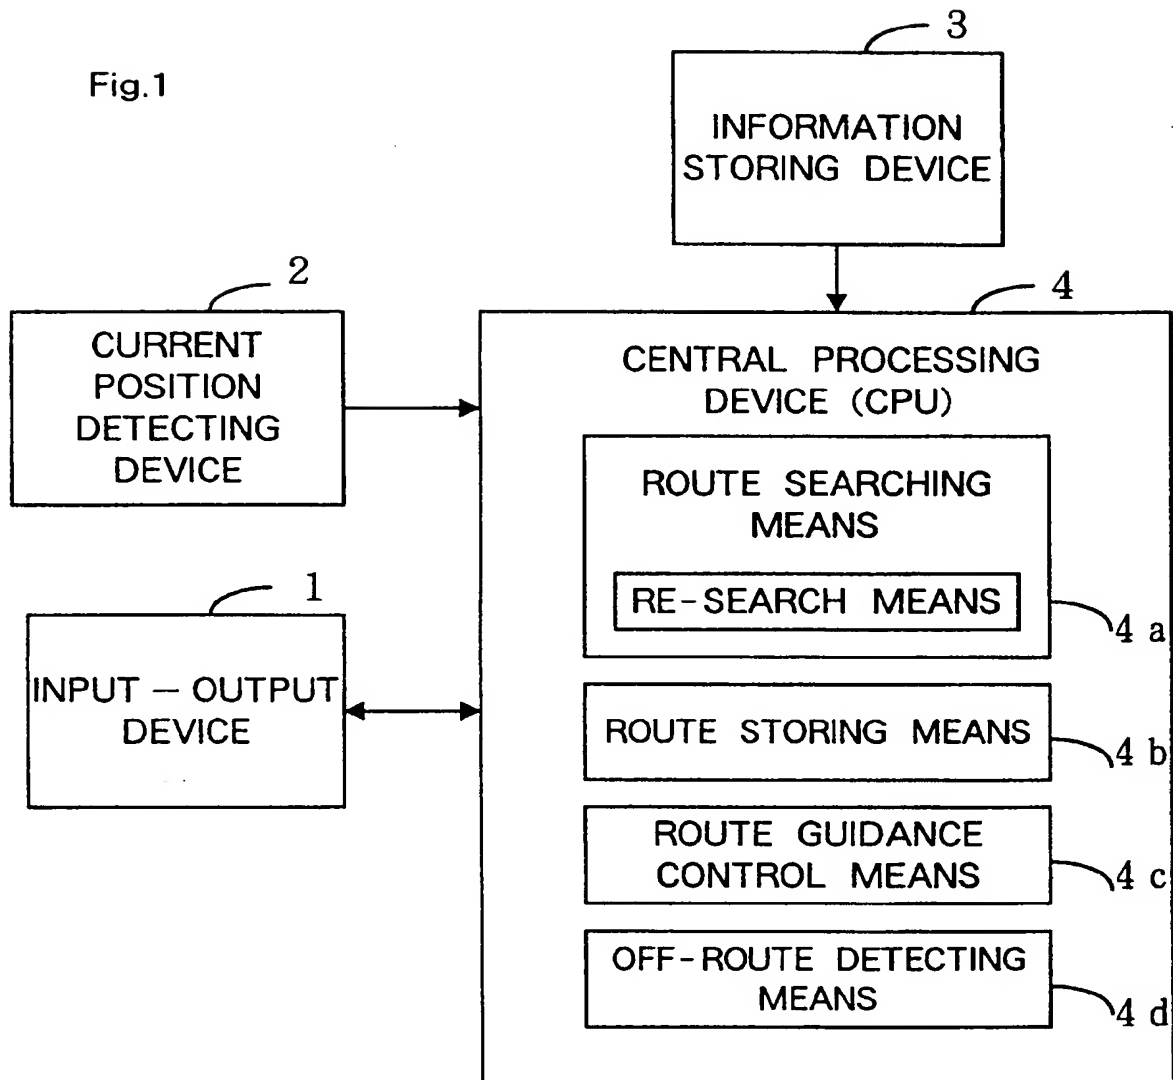 Fig.1
3
INFORMATION
STORING DEVICE
2
CURRENT
POSITION
DETECTING
DEVICE
1
INPUT – OUTPUT
DEVICE
4
CENTRAL PROCESSING
DEVICE (CPU)
ROUTE SEARCHING
MEANS
RE-SEARCH MEANS
4 a
ROUTE STORING MEANS
4 b
ROUTE GUIDANCE
CONTROL MEANS
4 c
OFF-ROUTE DETECTING
MEANS
4 d